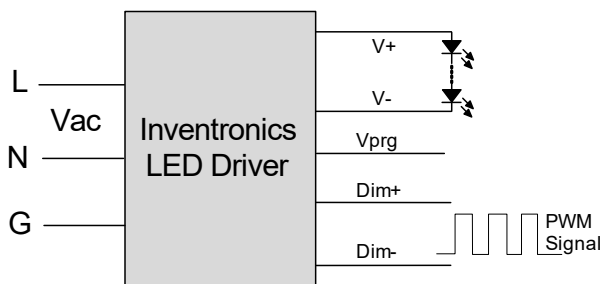 L
Vac
N
G
Inventronics
LED Driver
V+
V-
Vprg
Dim+
Dim-
PWM
Signal